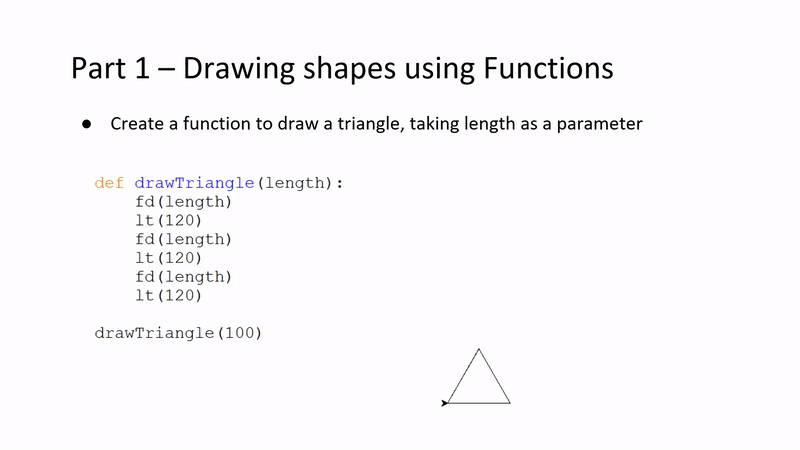 Part 1 – Drawing shapes using Functions
● Create a function to draw a triangle, taking length as a parameter
def drawTriangle(length):
    fd(length)
    lt(120)
    fd(length)
    lt(120)
    fd(length)
    lt(120)
drawTriangle(100)